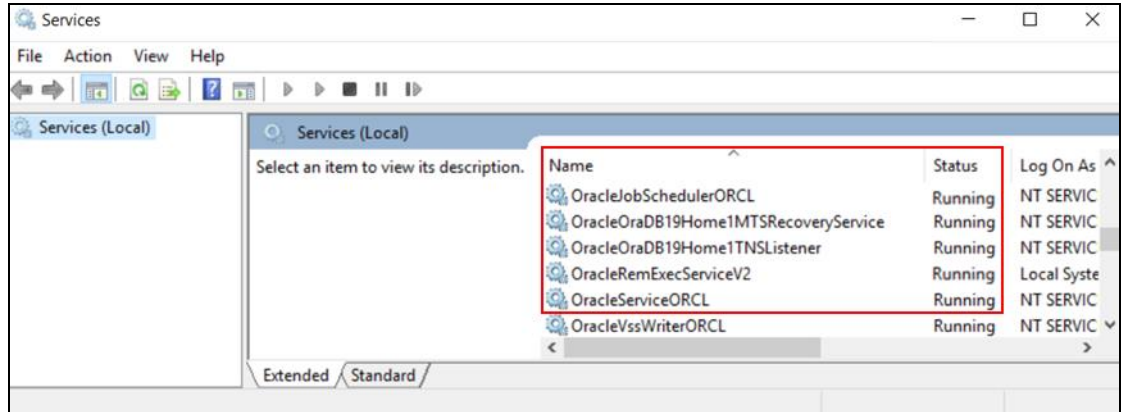 Services
File Action View Help
Services (Local)
Services (Local)
Select an item to view its description.
Name Status Log On As
OracleJobSchedulerORCL Running NT SERVIC
OracleOraDB19Home1MTSRecoveryService Running NT SERVIC
OracleOraDB19Home1TNSListener Running NT SERVIC
OracleRemExecServiceV2 Running Local Syste
OracleServiceORCL Running NT SERVIC
OracleVssWriterORCL Running NT SERVIC
Extended Standard